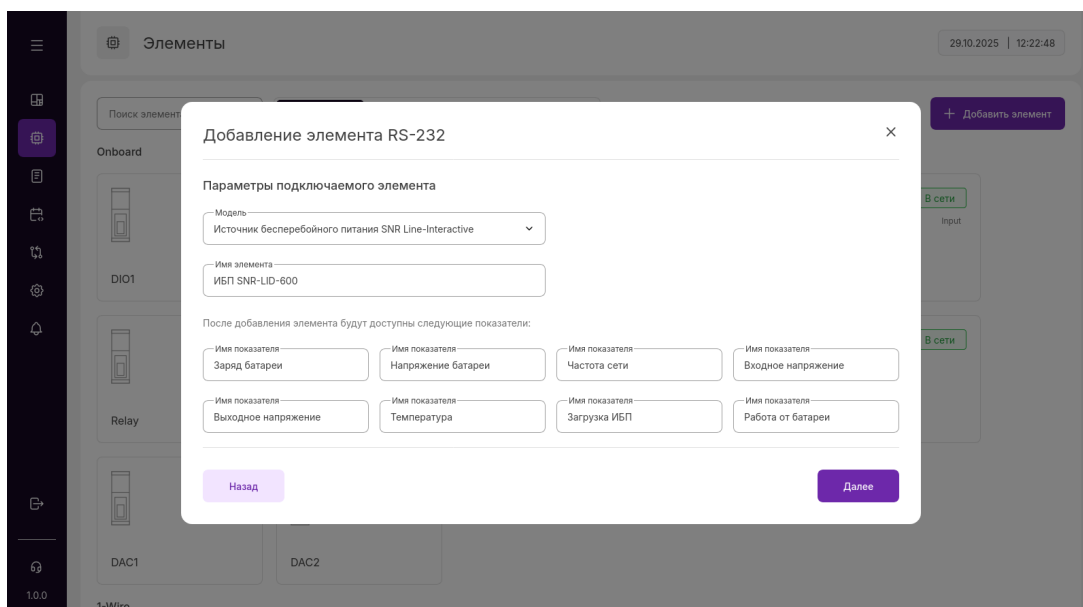 Элементы
29.10.2025 | 12:22:48
Поиск элемент
+ Добавить элемент
Onboard
Добавление элемента RS-232
Параметры подключаемого элемента
Модель
Источник бесперебойного питания SNR Line-Interactive
Имя элемента
ИБП SNR-LID-600
После добавления элемента будут доступны следующие показатели:
Имя показателя Имя показателя Имя показателя Имя показателя
Заряд батареи Напряжение батареи Частота сети Входное напряжение
Имя показателя Имя показателя Имя показателя Имя показателя
Выходное напряжение Температура Загрузка ИБП Работа от батареи
Назад Далее
В сети
Input
DIO1
В сети
Relay
DAC1 DAC2
1-Wire
1.0.0